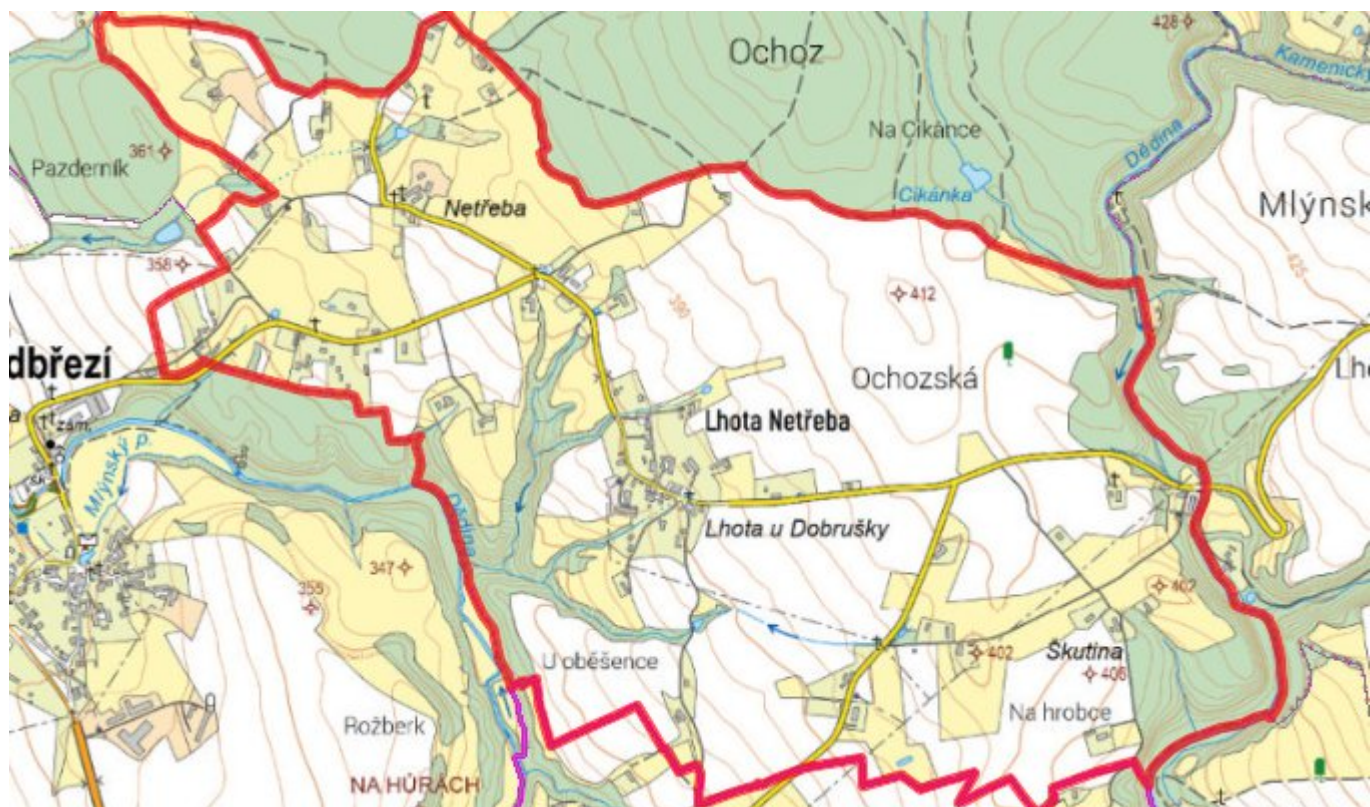 428
Ochoz
Kamenický
Na Cikánce
Dědina
361
Pazderník
Cikánka
Netřeba
Mlýnsk
358
425
412
390
dbřezí
Ochozská
Lh
zám.
Lhota Netřeba
Mlýnský p.
Dědina
Lhota u Dobrušky
347
355
402
U oběšence
402
Škutina
406
Rožberk
Na hrobce
NA HŮRÁCH